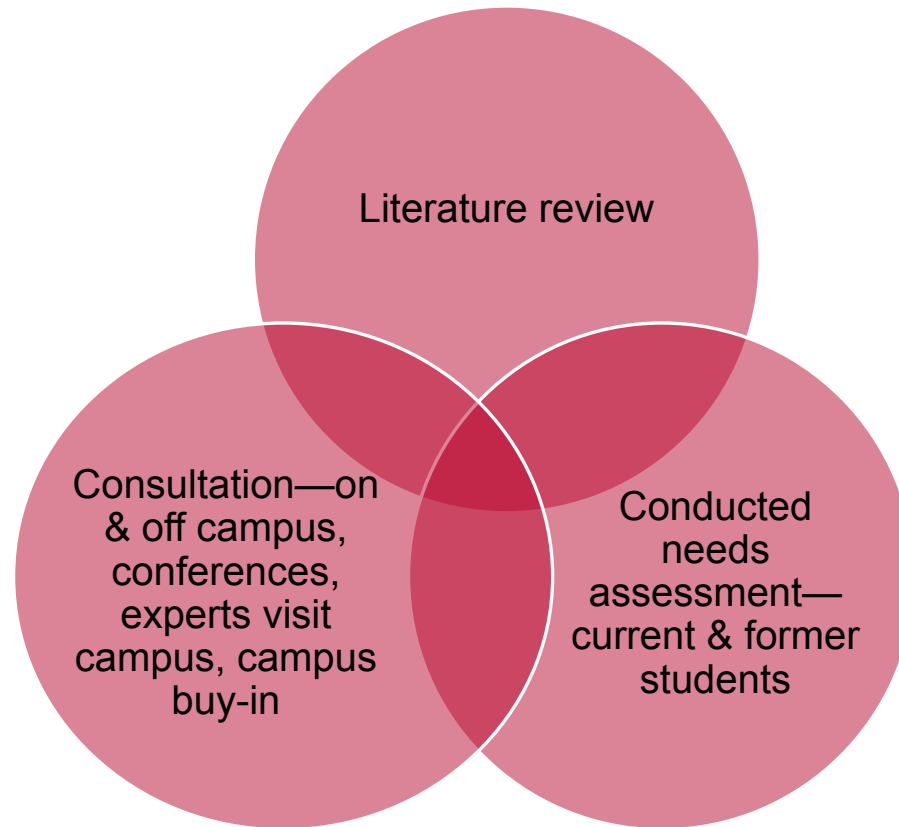 Literature review
Consultation—on
& off campus,
conferences,
experts visit
campus, campus
buy-in
Conducted
needs
assessment—
current & former
students